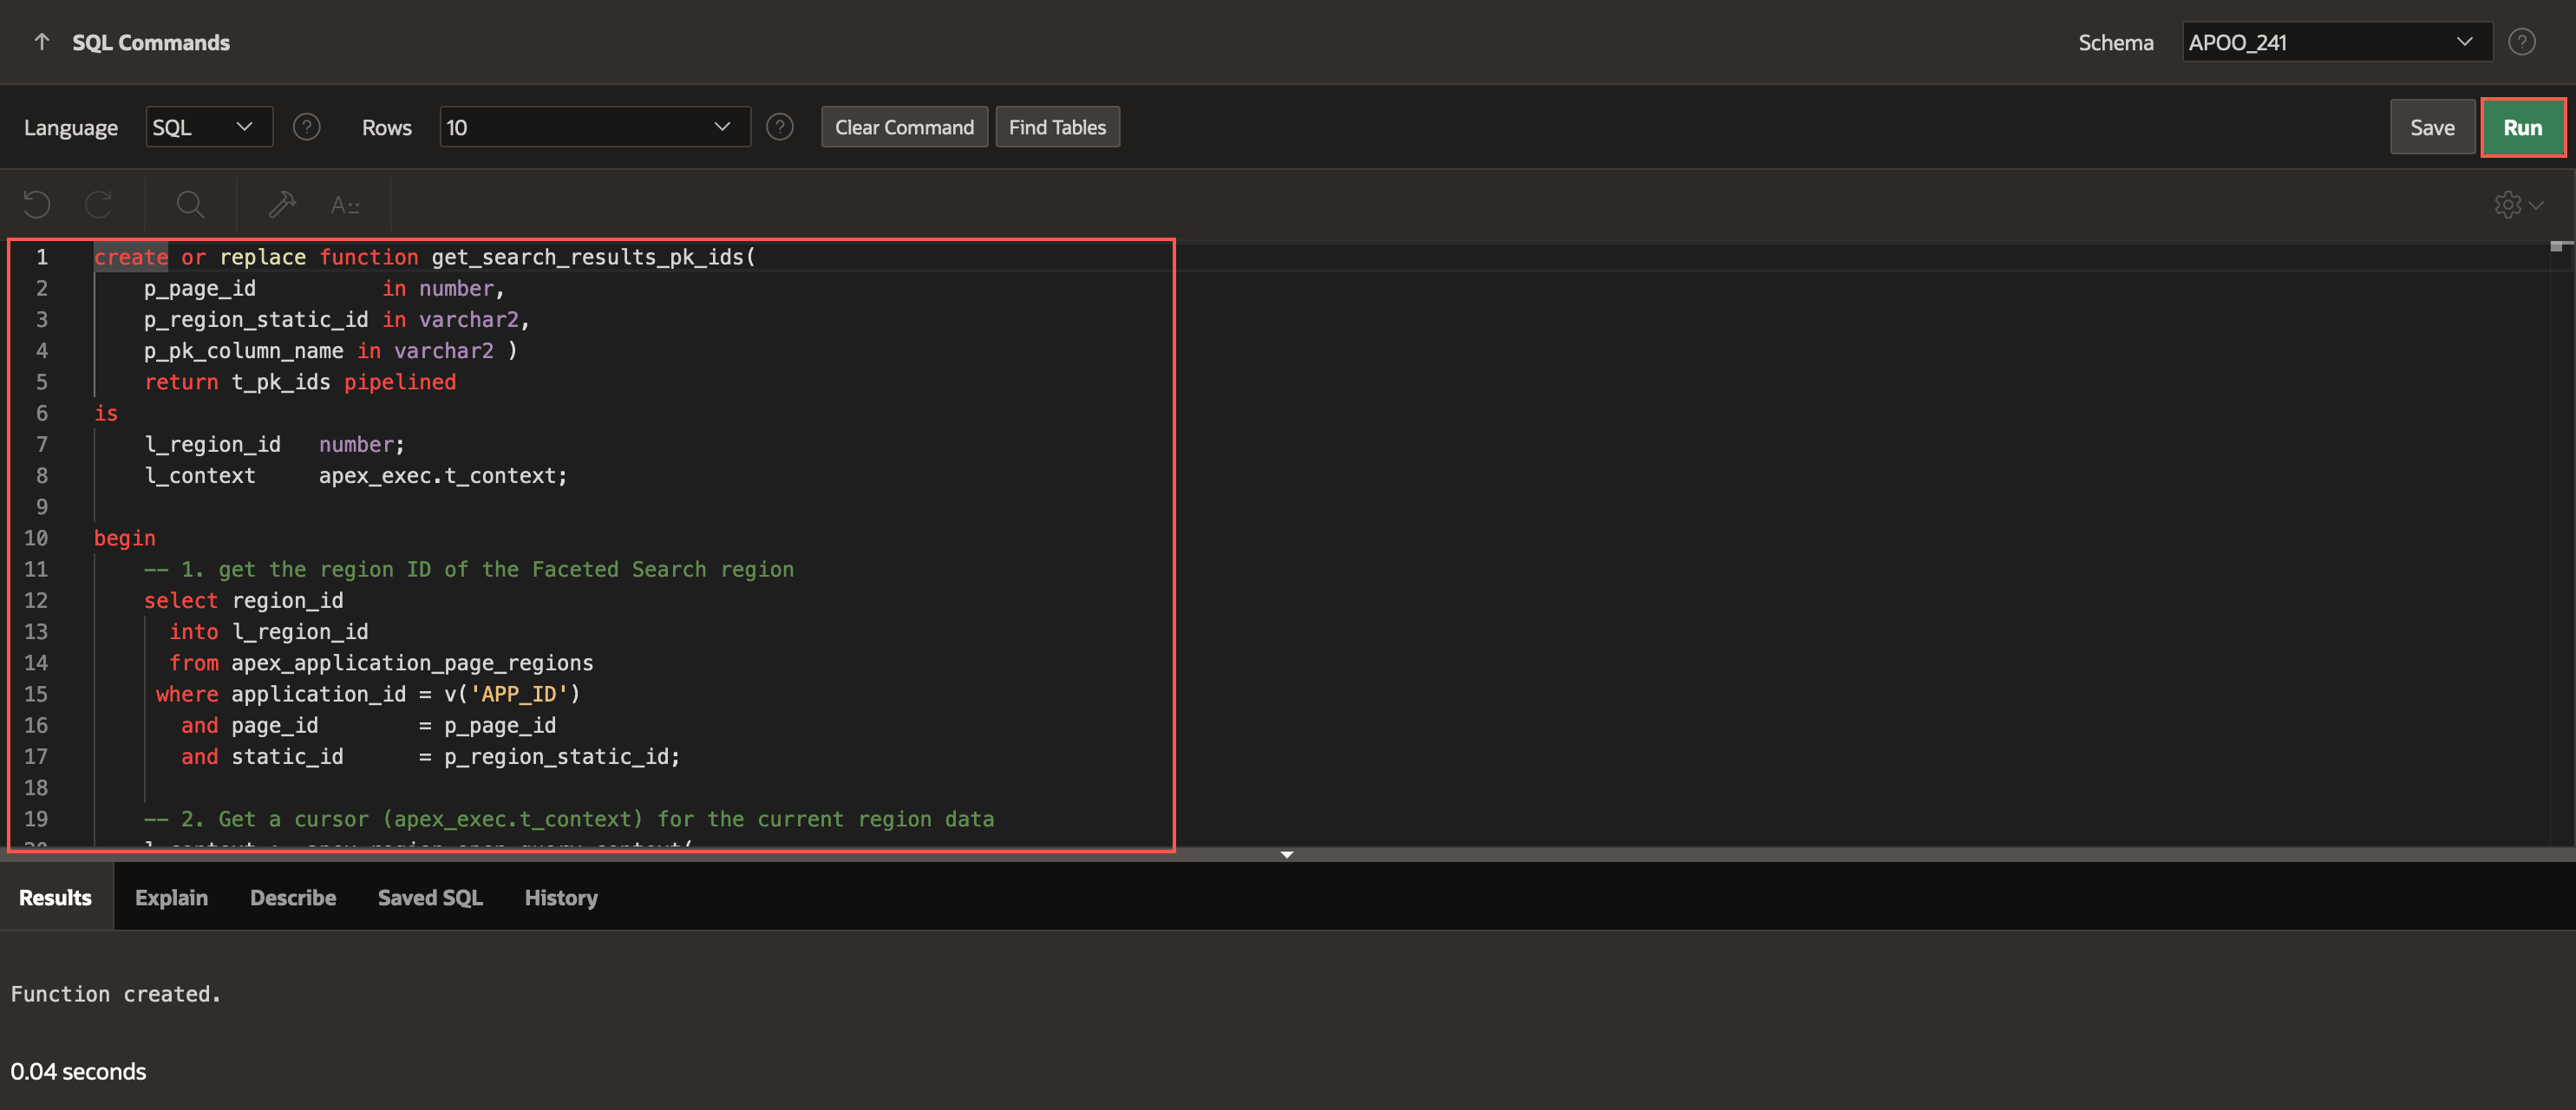 SQL Commands
Schema APOO_241
Language SQL Rows 10 Clear Command Find Tables Save Run
1 create or replace function get_search_results_pk_ids(
2 p_page_id in number,
3 p_region_static_id in varchar2,
4 p_pk_column_name in varchar2 )
5 return t_pk_ids pipelined
6 is
7 l_region_id number;
8 l_context apex_exec.t_context;
9
10 begin
11 -- 1. get the region ID of the Faceted Search region
12 select region_id
13 into l_region_id
14 from apex_application_page_regions
15 where application_id = v('APP_ID')
16 and page_id = p_page_id
17 and static_id = p_region_static_id;
18
19 -- 2. Get a cursor (apex_exec.t_context) for the current region data
Results Explain Describe Saved SQL History
Function created.
0.04 seconds